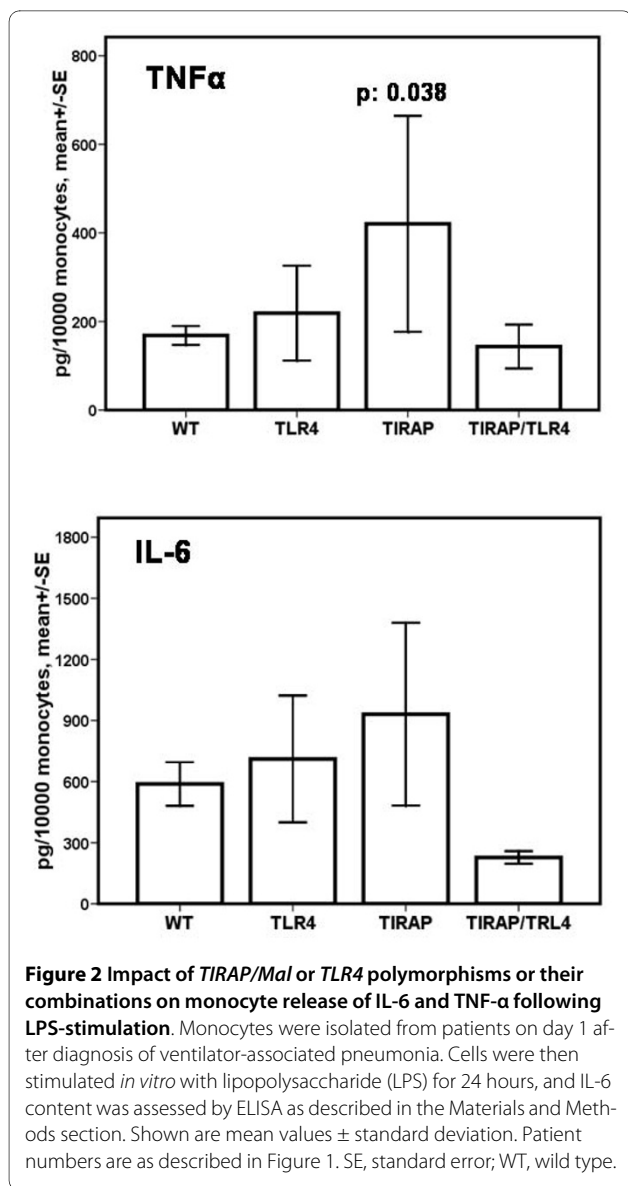 TNFα
p: 0.038
pg/10000 monocytes, mean+/-SE
800
600
400
200
0
WT TLR4 TIRAP TIRAP/TLR4
IL-6
pg/10000 monocytes, mean+/-SE
1800
1500
1200
900
600
300
0
WT TLR4 TIRAP TIRAP/TRL4
Figure 2 Impact of TIRAP/Mal or TLR4 polymorphisms or their
combinations on monocyte release of IL-6 and TNF-α following
LPS-stimulation. Monocytes were isolated from patients on day 1 af-
ter diagnosis of ventilator-associated pneumonia. Cells were then
stimulated in vitro with lipopolysaccharide (LPS) for 24 hours, and IL-6
content was assessed by ELISA as described in the Materials and Meth-
ods section. Shown are mean values ± standard deviation. Patient
numbers are as described in Figure 1. SE, standard error; WT, wild type.